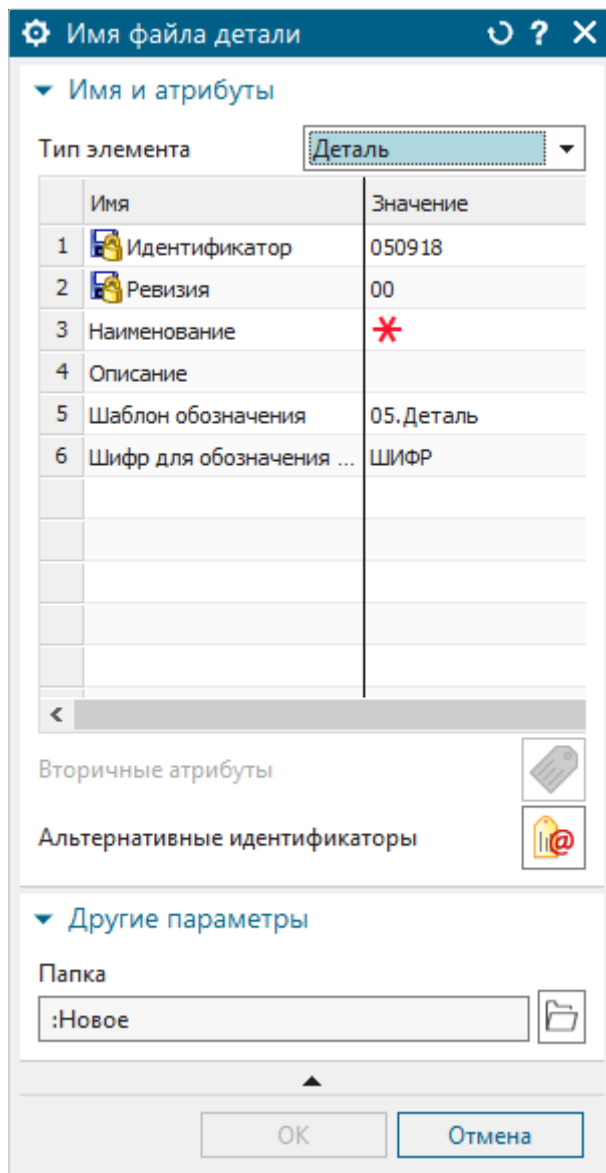 Имя файла детали
Имя и атрибуты
Тип элемента Деталь
Имя Значение
1 Идентификатор 050918
2 Ревизия 00
3 Наименование
4 Описание
5 Шаблон обозначения 05.Деталь
6 Шифр для обозначения ... ШИФР
Вторичные атрибуты
Альтернативные идентификаторы
Другие параметры
Папка
:Новое
OK Отмена